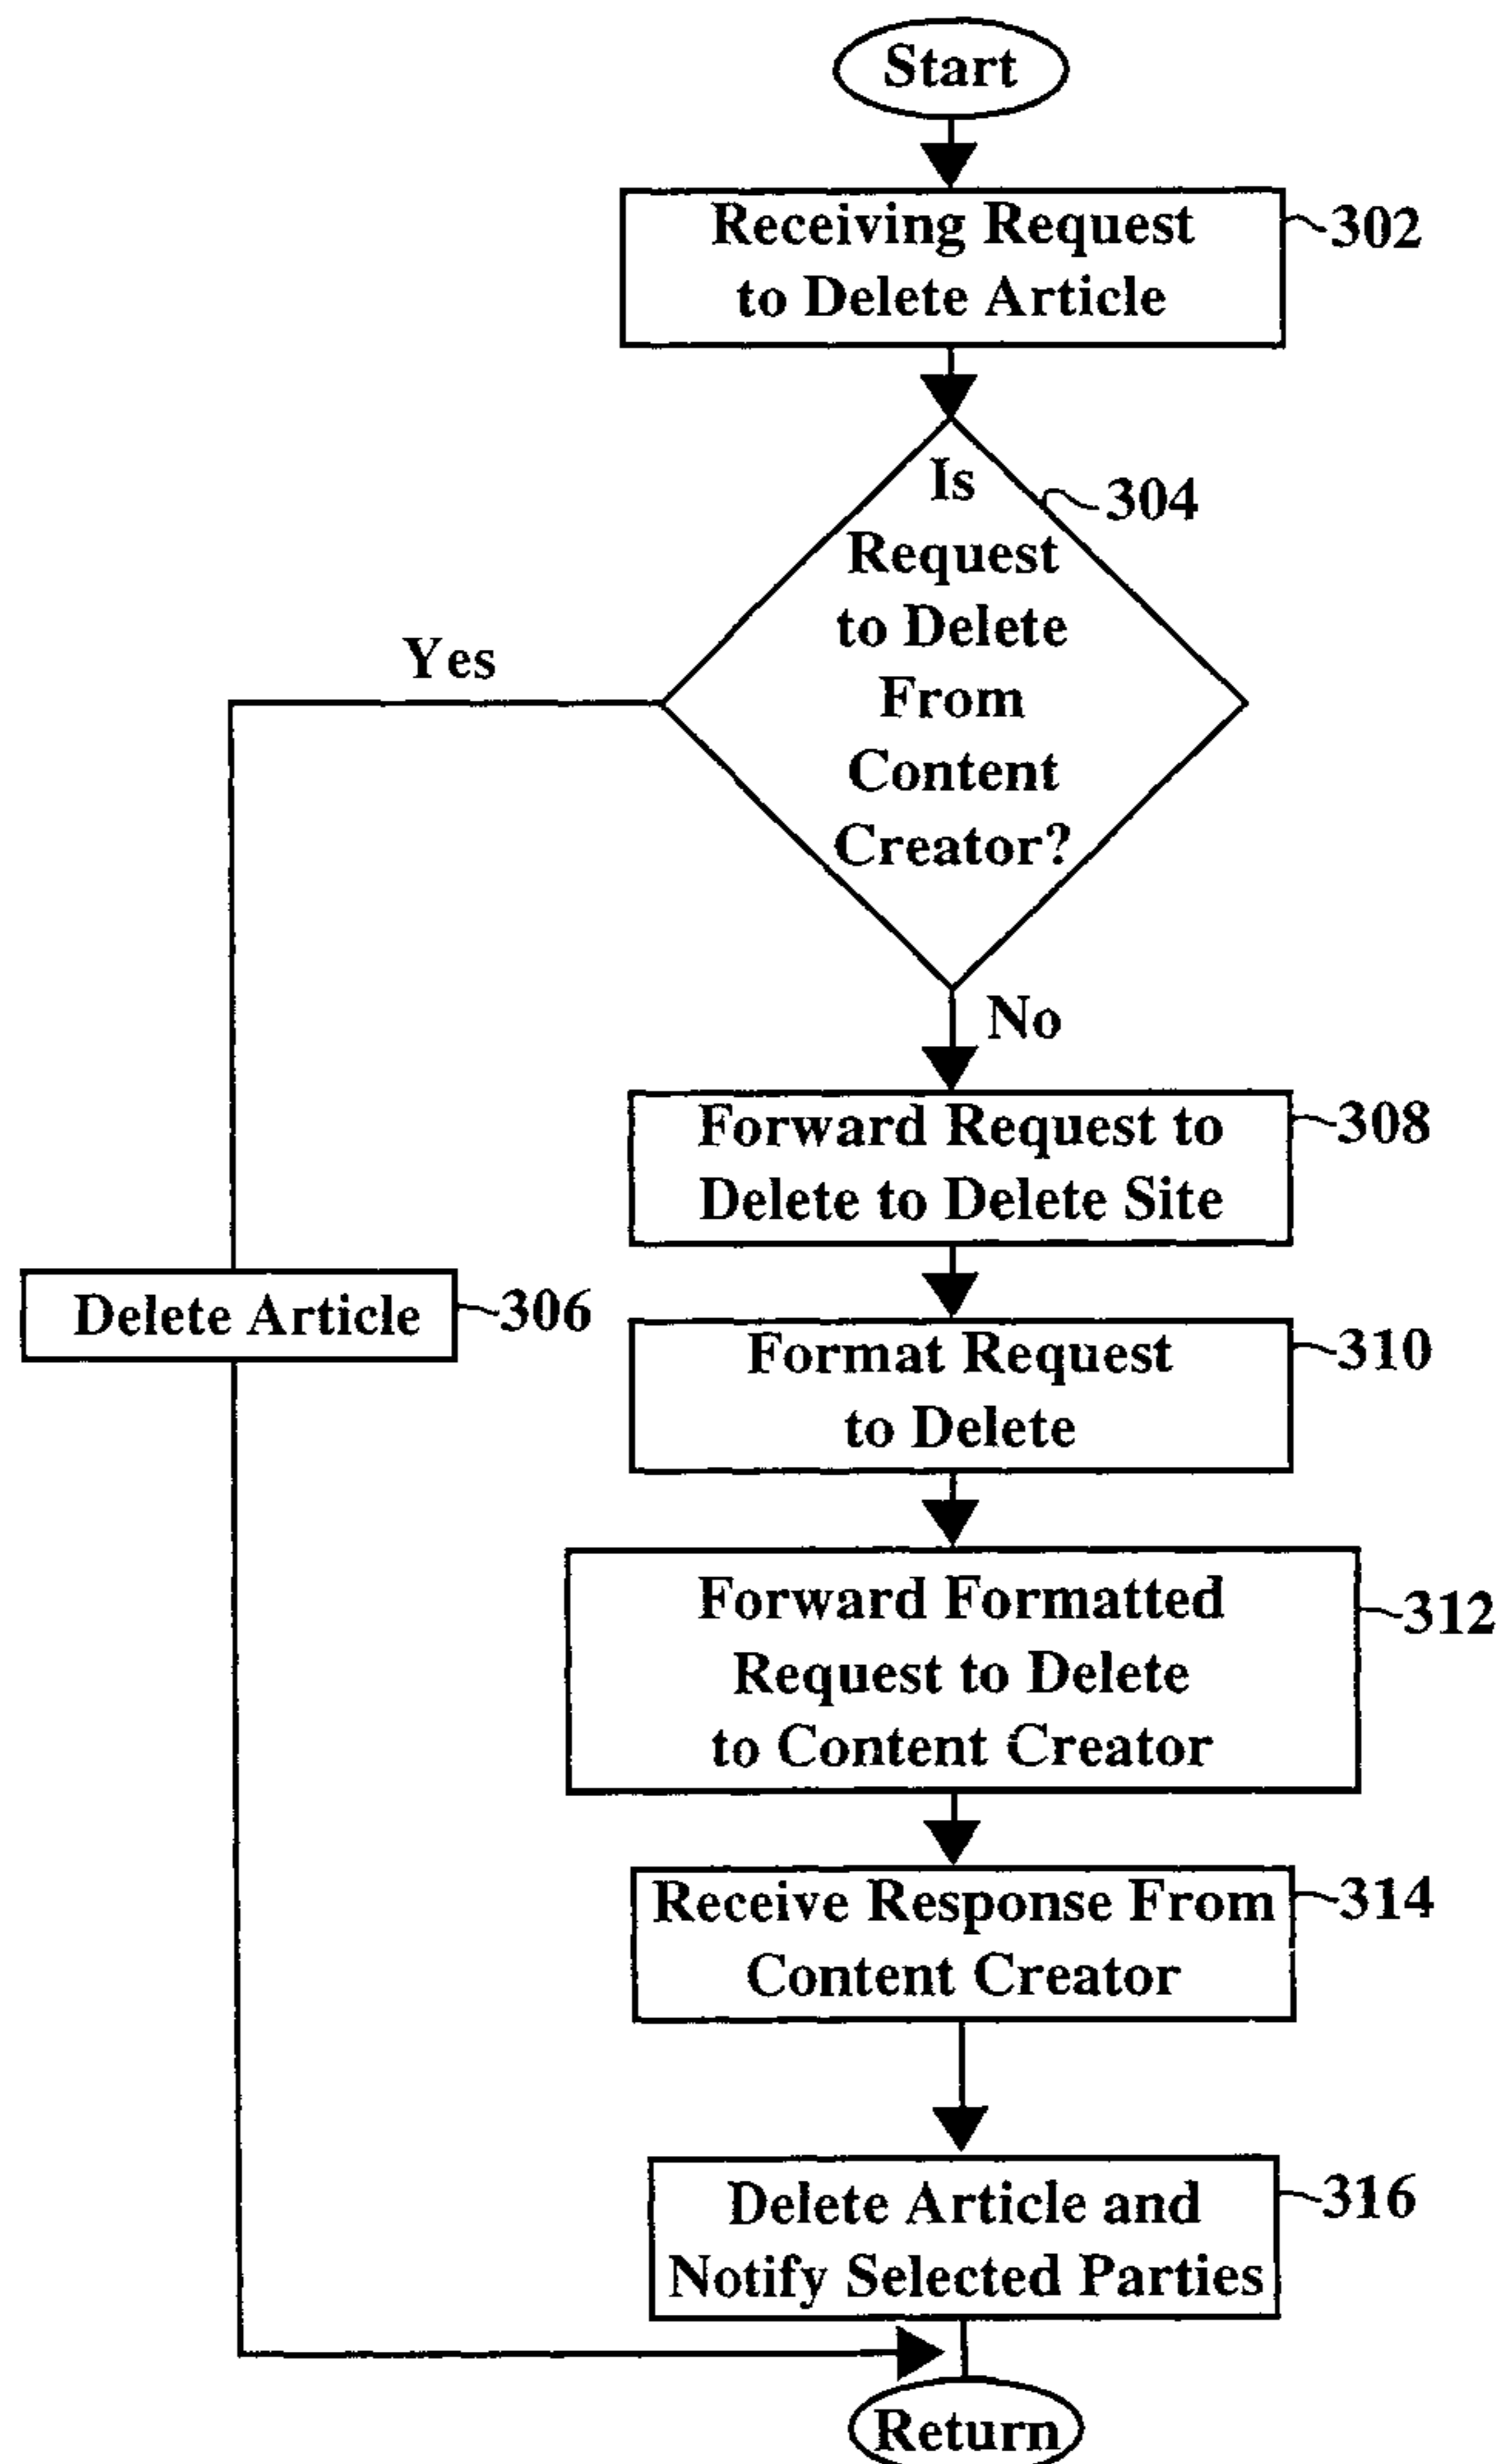 Start
Receiving Request
to Delete Article
302
Is
Request
to Delete
From
Content
Creator?
304
Yes
No
Forward Request to
Delete to Delete Site
308
Delete Article
306
Format Request
to Delete
310
Forward Formatted
Request to Delete
to Content Creator
312
Receive Response From
Content Creator
314
Delete Article and
Notify Selected Parties
316
Return